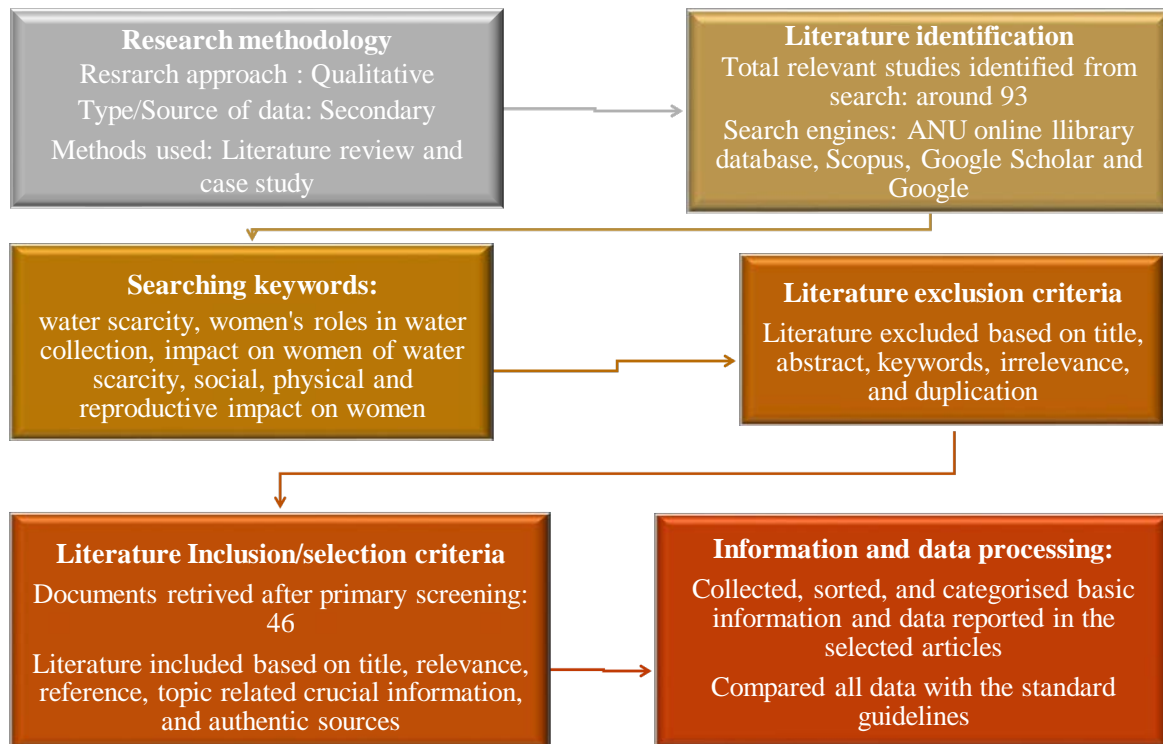 Research methodology
Resrarch approach : Qualitative
Type/Source of data: Secondary
Methods used: Literature review and
case study
Literature identification
Total relevant studies identified from
search: around 93
Search engines: ANU online llibrary
database, Scopus, Google Scholar and
Google
Searching keywords:
water scarcity, women's roles in water
collection, impact on women of water
scarcity, social, physical and
reproductive impact on women
Literature exclusion criteria
Literature excluded based on title,
abstract, keywords, irrelevance,
and duplication
Literature Inclusion/selection criteria
Documents retrived after primary screening:
46
Literature included based on title, relevance,
reference, topic related crucial information,
and authentic sources
Information and data processing:
Collected, sorted, and categorised basic
information and data reported in the
selected articles
Compared all data with the standard
guidelines